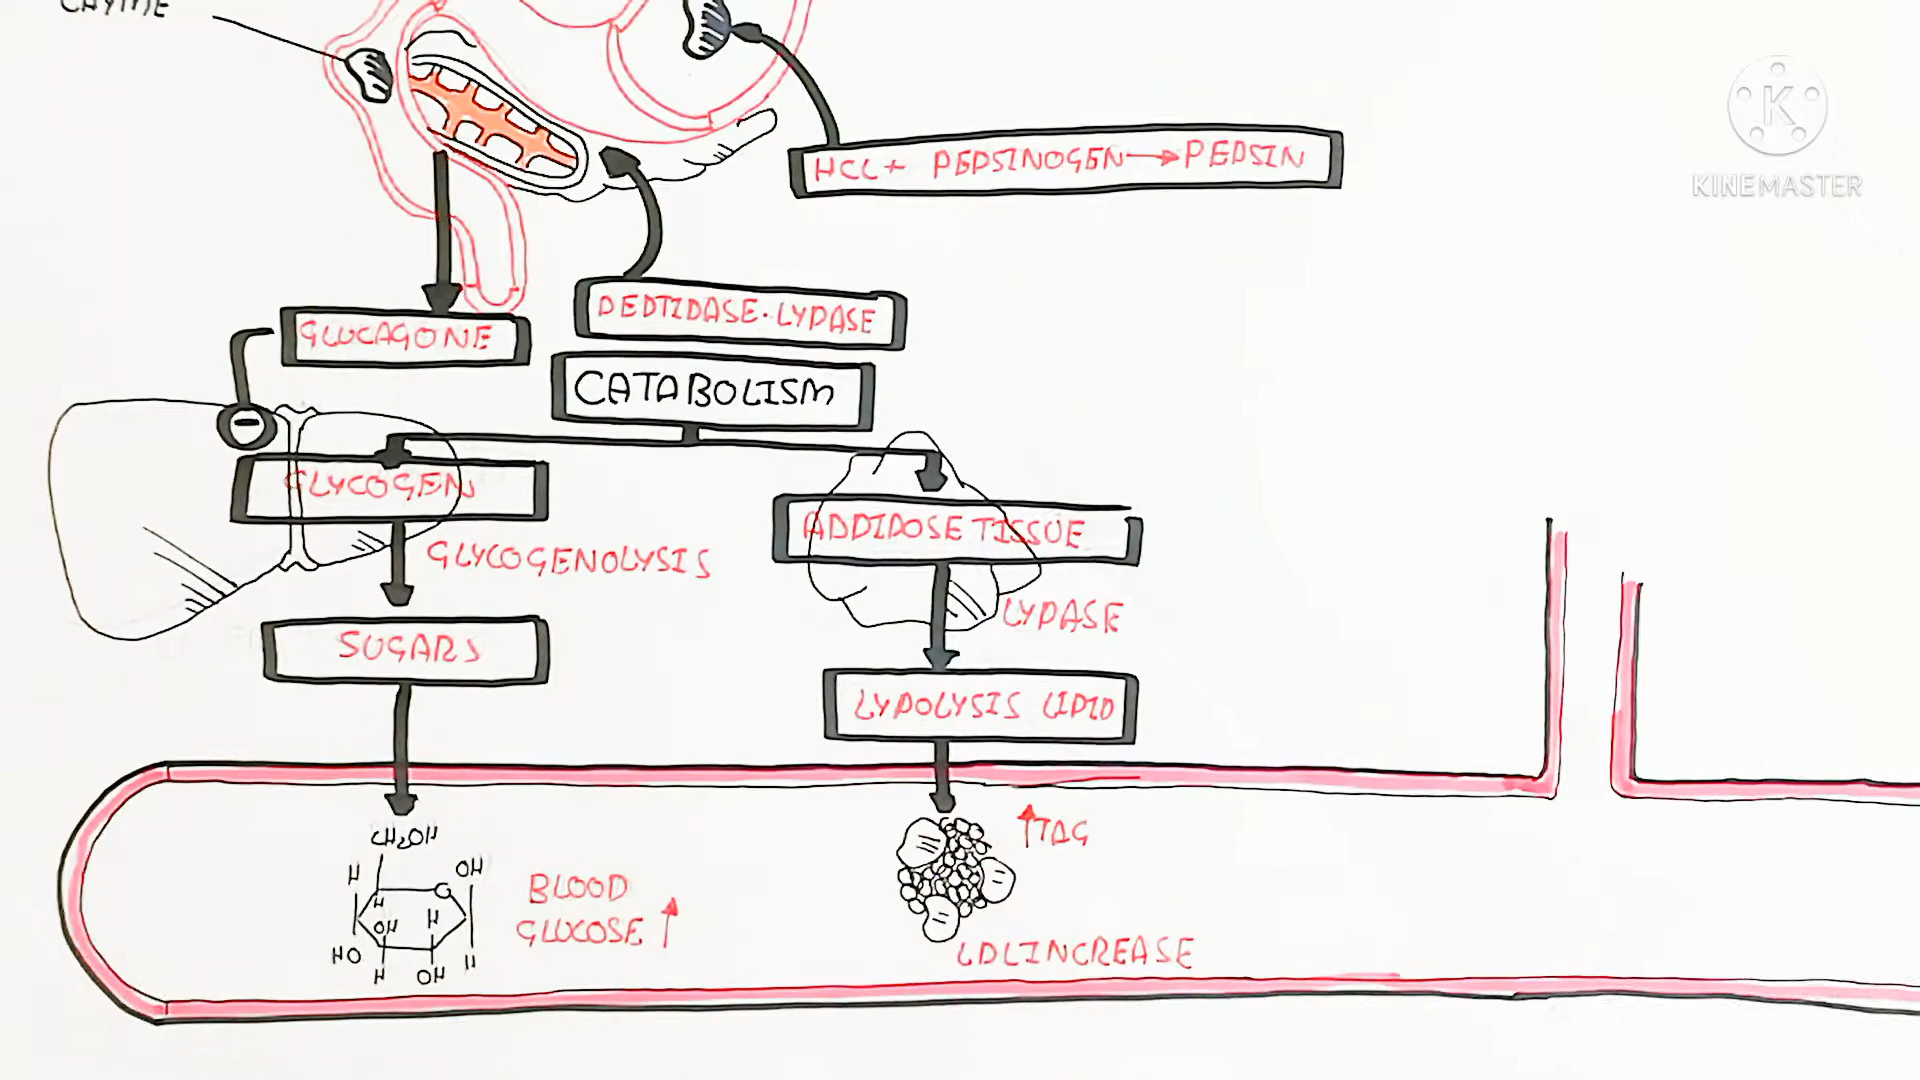 CHYME
HCL+ PEPSINOGEN→PEPSIN
KINEMASTER
PEPTIDASE·LYPASE
GLUCAGONE
CATABOLISM
GLYCOGEN
ADDIPOSE TISSUE
GLYCOGENOLYSIS
LYPASE
SUGARS
LYPOLYSIS LIPID
↑TAG
CH2OH
H
OH
H
OH
H
HO
H
OH
H
BLOOD
GLUCOSE ↑
LDL INCREASE